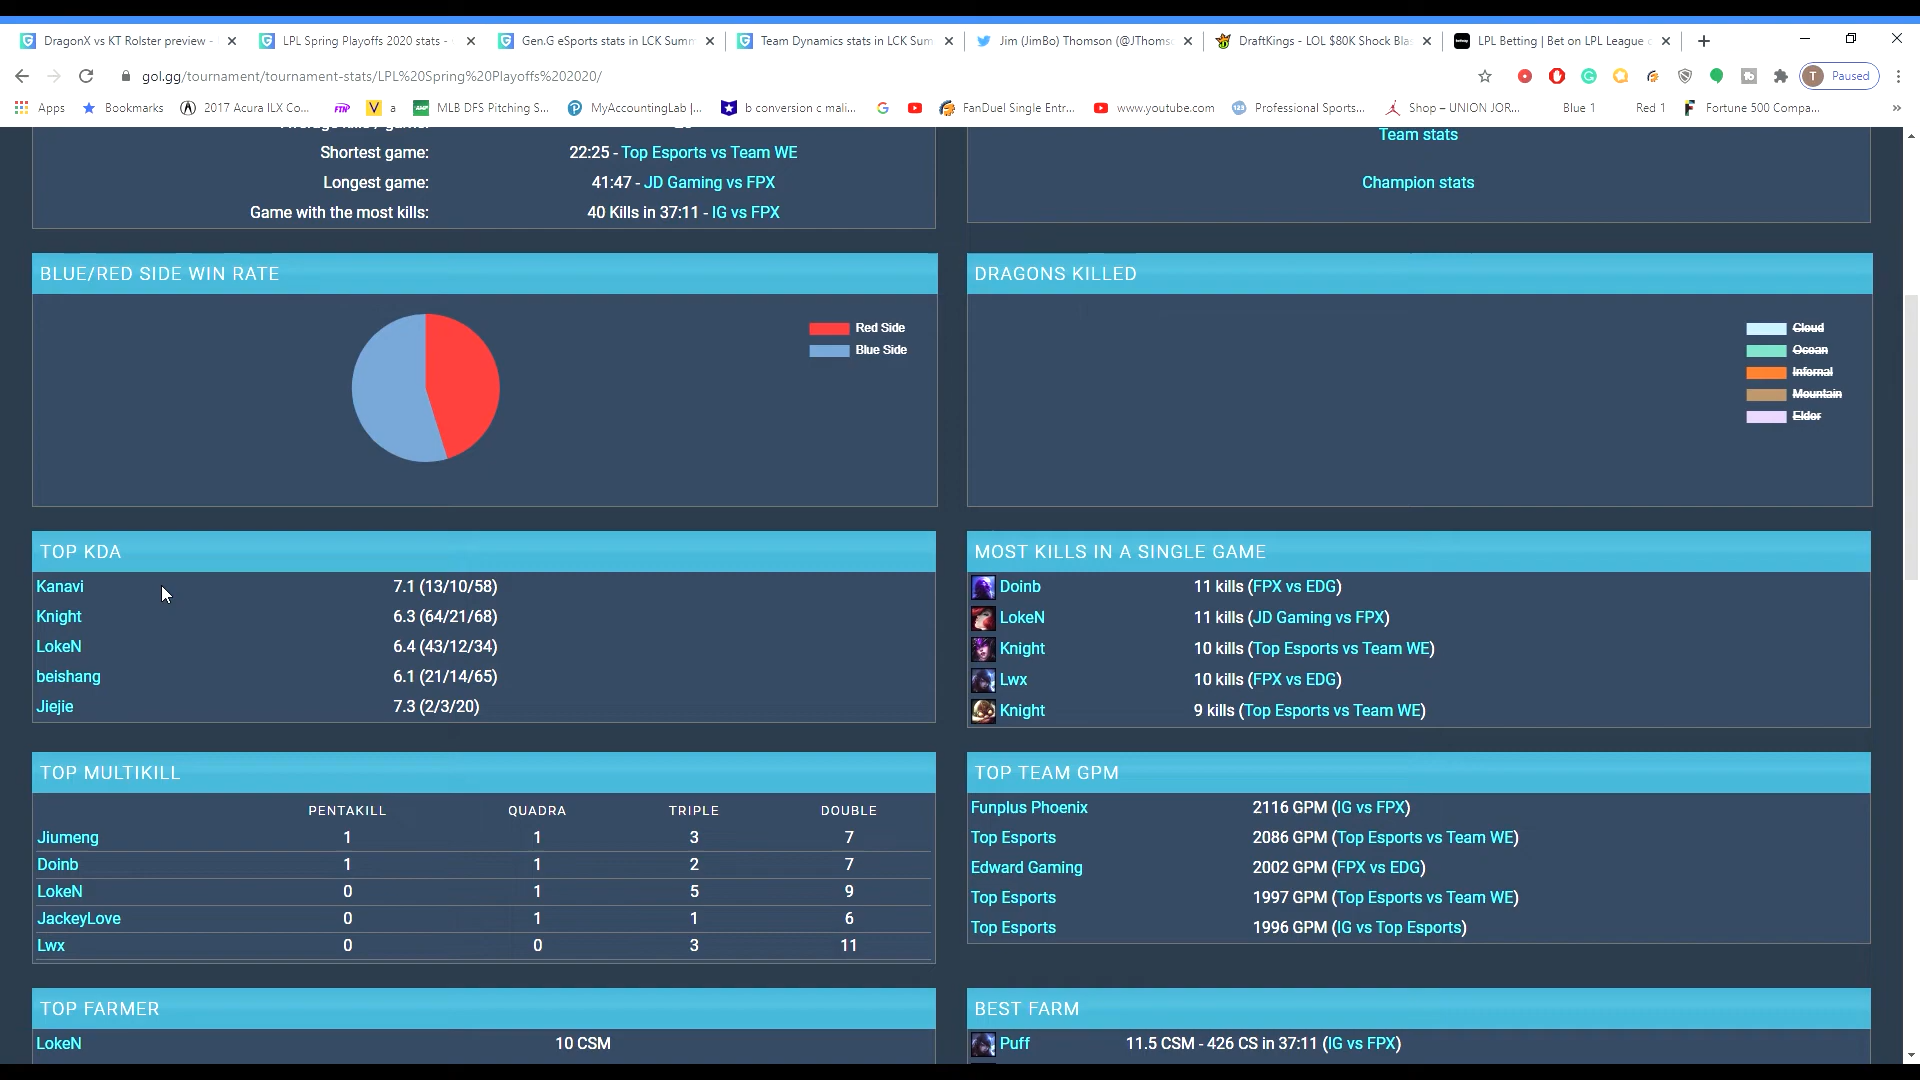 DragonX vs KT Rolster preview -
LPL Spring Playoffs 2020 stats -
Gen.G eSports stats in LCK Summ
Team Dynamics stats in LCK Sum
Jim (JimBo) Thomson (@JThoms
DraftKings - LOL $80K Shock Blas
LPL Betting | Bet on LPL League o
gol.gg/tournament/tournament-stats/LPL%20Spring%20Playoffs%202020/
T Paused
Apps Bookmarks 2017 Acura ILX Co... FTN V a MLB DFS Pitching S... MyAccountingLab |... b conversion c mali... G FanDuel Single Entr... www.youtube.com Professional Sports... Shop – UNION JOR... Blue 1 Red 1 Fortune 500 Compa... »
Average kills / game:
Shortest game: 22:25 - Top Esports vs Team WE
Longest game: 41:47 - JD Gaming vs FPX
Game with the most kills: 40 Kills in 37:11 - IG vs FPX
Team stats
Champion stats
BLUE/RED SIDE WIN RATE
Red Side
Blue Side
DRAGONS KILLED
Cloud
Ocean
Infernal
Mountain
Elder
TOP KDA
Kanavi 7.1 (13/10/58)
Knight 6.3 (64/21/68)
LokeN 6.4 (43/12/34)
beishang 6.1 (21/14/65)
Jiejie 7.3 (2/3/20)
MOST KILLS IN A SINGLE GAME
Doinb 11 kills (FPX vs EDG)
LokeN 11 kills (JD Gaming vs FPX)
Knight 10 kills (Top Esports vs Team WE)
Lwx 10 kills (FPX vs EDG)
Knight 9 kills (Top Esports vs Team WE)
TOP MULTIKILL
PENTAKILL QUADRA TRIPLE DOUBLE
Jiumeng 1 1 3 7
Doinb 1 1 2 7
LokeN 0 1 5 9
JackeyLove 0 1 1 6
Lwx 0 0 3 11
TOP TEAM GPM
Funplus Phoenix 2116 GPM (IG vs FPX)
Top Esports 2086 GPM (Top Esports vs Team WE)
Edward Gaming 2002 GPM (FPX vs EDG)
Top Esports 1997 GPM (Top Esports vs Team WE)
Top Esports 1996 GPM (IG vs Top Esports)
TOP FARMER
LokeN 10 CSM
BEST FARM
Puff 11.5 CSM - 426 CS in 37:11 (IG vs FPX)